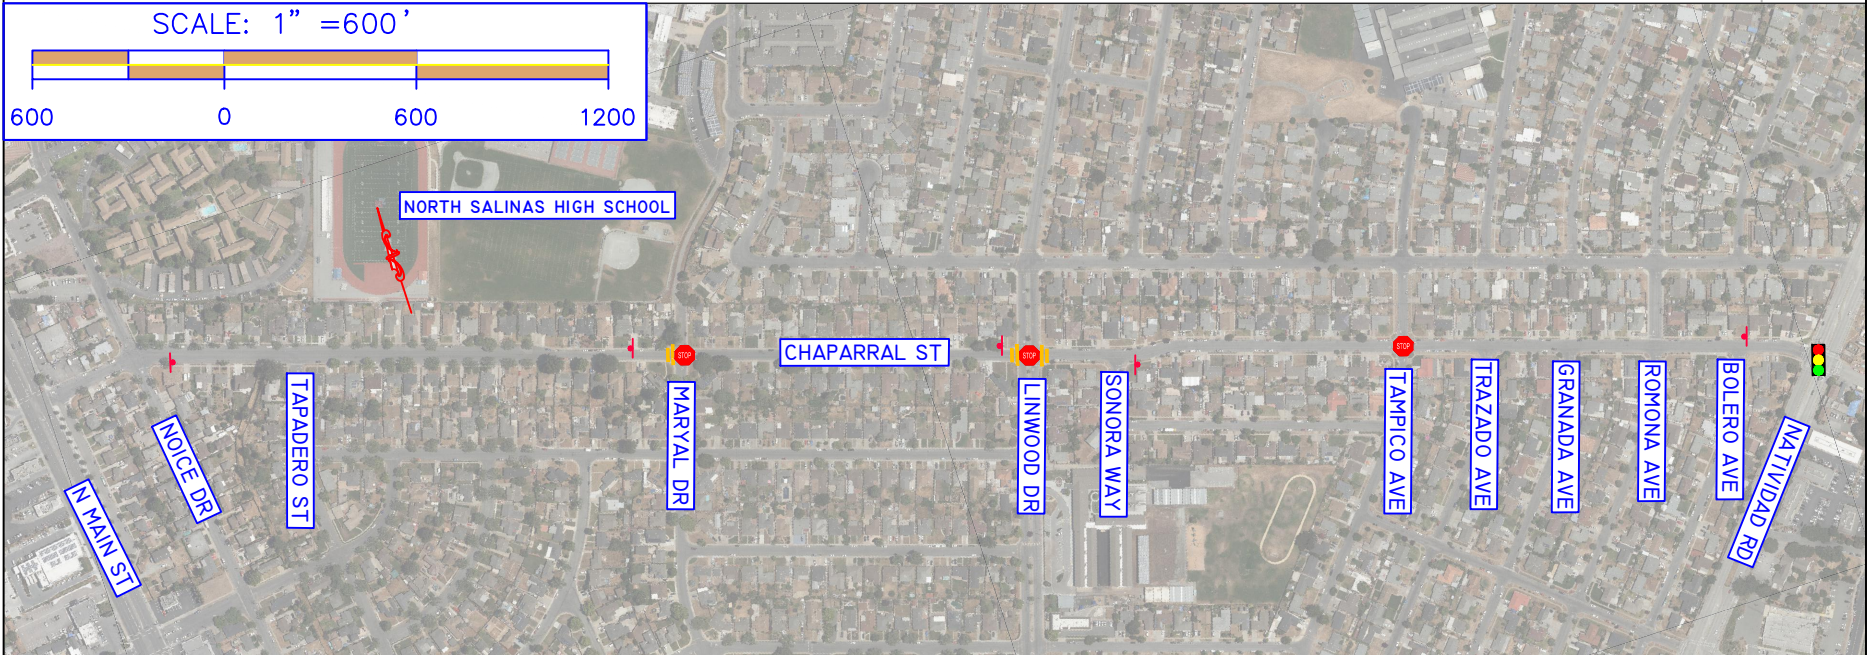 SCALE: 1" =600'
600 0 600 1200
NORTH SALINAS HIGH SCHOOL
CHAPARRAL ST
STOP
STOP
STOP
N MAIN ST
NOICE DR
TAPADERO ST
MARYAL DR
LINWOOD DR
SONORA WAY
TAMPICO AVE
TRAZADO AVE
GRANADA AVE
ROMONA AVE
BOLERO AVE
NATIVIDAD RD